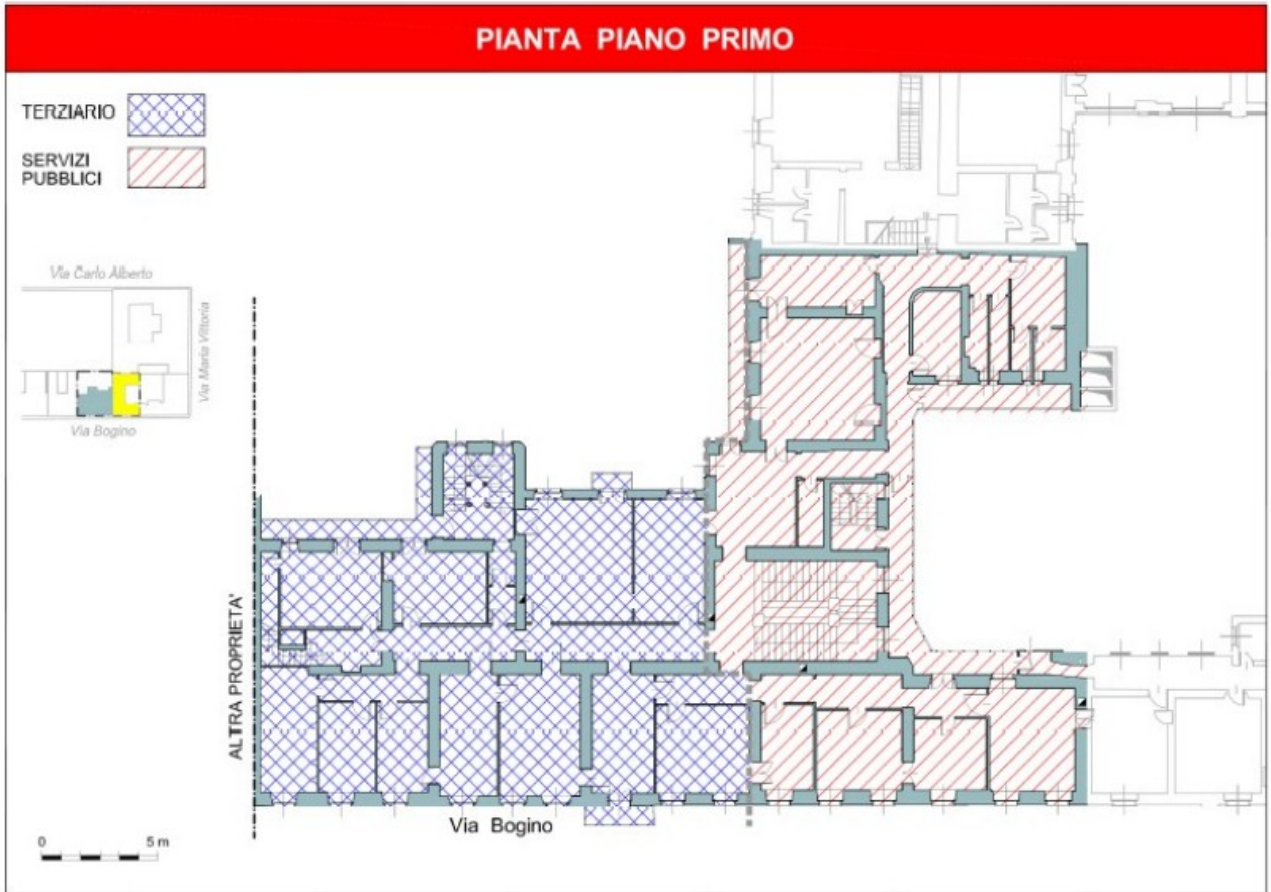 PIANTA PIANO PRIMO
TERZIARIO
SERVIZI
PUBBLICI
Via Carlo Alberto
Via Maria Vittoria
Via Bogino
ALTRA PROPRIETA'
Via Bogino
0 5 m